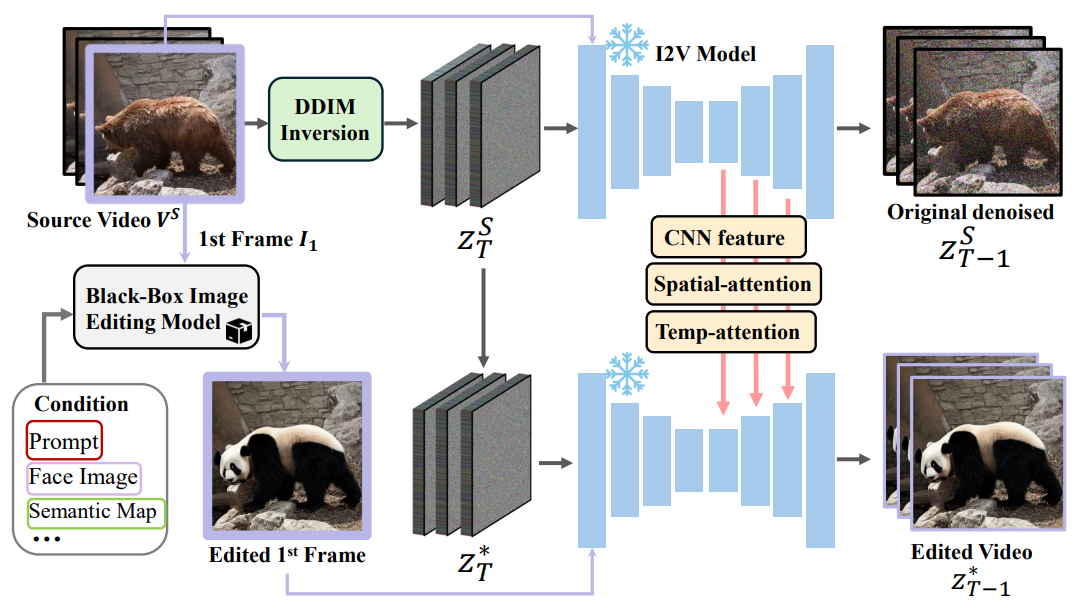 I2V Model
DDIM
Inversion
Source Video V^S
z_T^S
Original denoised
z_{T-1}^S
1st Frame I_1
CNN feature
Spatial-attention
Temp-attention
Black-Box Image
Editing Model
Condition
Prompt
Face Image
Semantic Map
...
Edited 1^st Frame
z_T^*
Edited Video
z_{T-1}^*